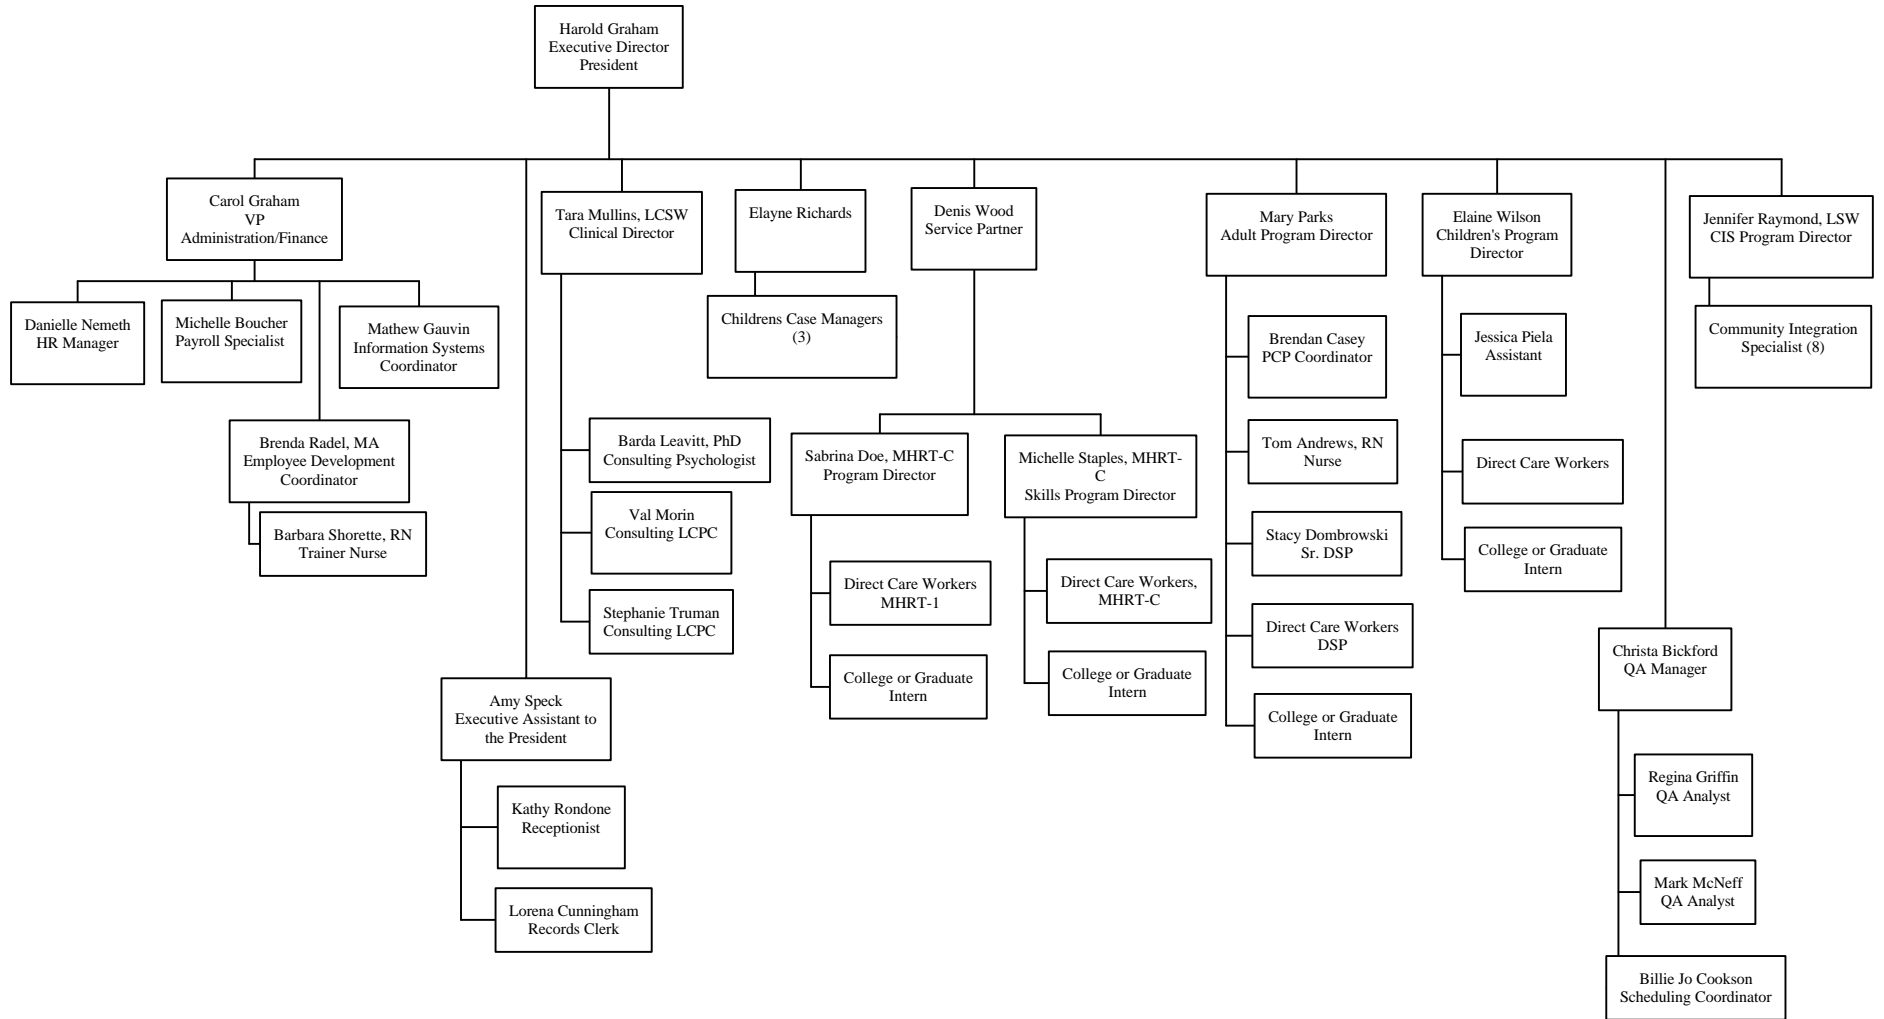 Harold Graham
Executive Director
President
Carol Graham
VP
Administration/Finance
Danielle Nemeth
HR Manager
Michelle Boucher
Payroll Specialist
Mathew Gauvin
Information Systems
Coordinator
Brenda Radel, MA
Employee Development
Coordinator
Barbara Shorette, RN
Trainer Nurse
Amy Speck
Executive Assistant to
the President
Kathy Rondone
Receptionist
Lorena Cunningham
Records Clerk
Tara Mullins, LCSW
Clinical Director
Barda Leavitt, PhD
Consulting Psychologist
Val Morin
Consulting LCPC
Stephanie Truman
Consulting LCPC
Elayne Richards
Childrens Case Managers
(3)
Denis Wood
Service Partner
Sabrina Doe, MHRT-C
Program Director
Direct Care Workers
MHRT-1
College or Graduate
Intern
Michelle Staples, MHRT-
C
Skills Program Director
Direct Care Workers,
MHRT-C
College or Graduate
Intern
Mary Parks
Adult Program Director
Brendan Casey
PCP Coordinator
Tom Andrews, RN
Nurse
Stacy Dombrowski
Sr. DSP
Direct Care Workers
DSP
College or Graduate
Intern
Elaine Wilson
Children's Program
Director
Jessica Piela
Assistant
Direct Care Workers
College or Graduate
Intern
Christa Bickford
QA Manager
Regina Griffin
QA Analyst
Mark McNeff
QA Analyst
Billie Jo Cookson
Scheduling Coordinator
Jennifer Raymond, LSW
CIS Program Director
Community Integration
Specialist (8)